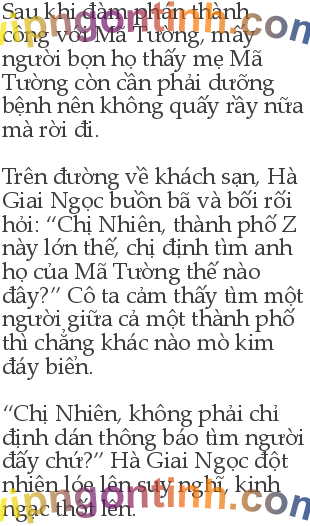 Sau khi đàm phán thành
công với Mã Tường, mấy
người bọn họ thấy mẹ Mã
Tường còn cần phải dưỡng
bệnh nên không quấy rầy nữa
mà rời đi.
Trên đường về khách sạn, Hà
Giai Ngọc buồn bã và bối rối
hỏi: “Chị Nhiên, thành phố Z
này lớn thế, chị định tìm anh
họ của Mã Tường thế nào
đây?” Cô ta cảm thấy tìm một
người giữa cả một thành phố
thì chẳng khác nào mò kim
đáy biển.
“Chị Nhiên, không phải chỉ
định dán thông báo tìm người
đấy chứ?” Hà Giai Ngọc đột
nhiên lóe lên suy nghĩ, kinh
ngạc thốt lên.
vipngontinh.com
vipngontinh.com